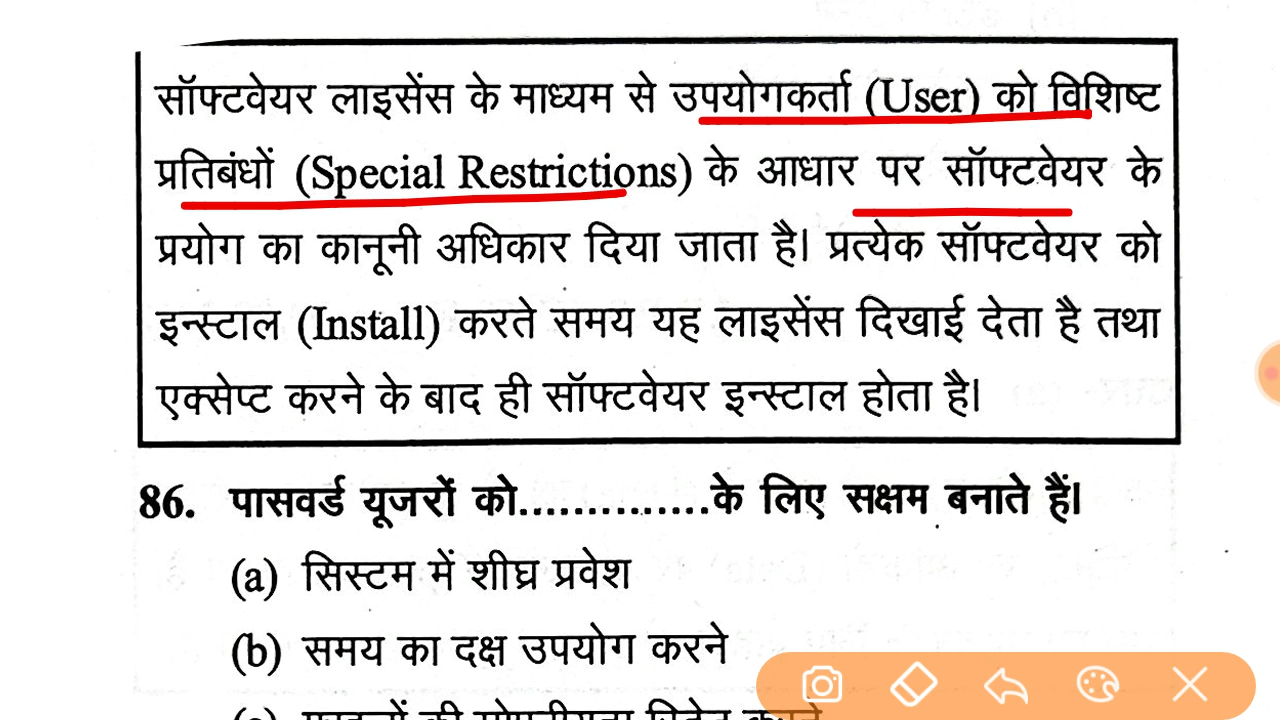 सॉफ्टवेयर लाइसेंस के माध्यम से उपयोगकर्ता (User) को विशिष्ट
प्रतिबंधों (Special Restrictions) के आधार पर सॉफ्टवेयर के
प्रयोग का कानूनी अधिकार दिया जाता है। प्रत्येक सॉफ्टवेयर को
इन्स्टाल (Install) करते समय यह लाइसेंस दिखाई देता है तथा
एक्सेप्ट करने के बाद ही सॉफ्टवेयर इन्स्टाल होता है।
86. पासवर्ड यूजरों को..............के लिए सक्षम बनाते हैं।
(a) सिस्टम में शीघ्र प्रवेश
(b) समय का दक्ष उपयोग करने